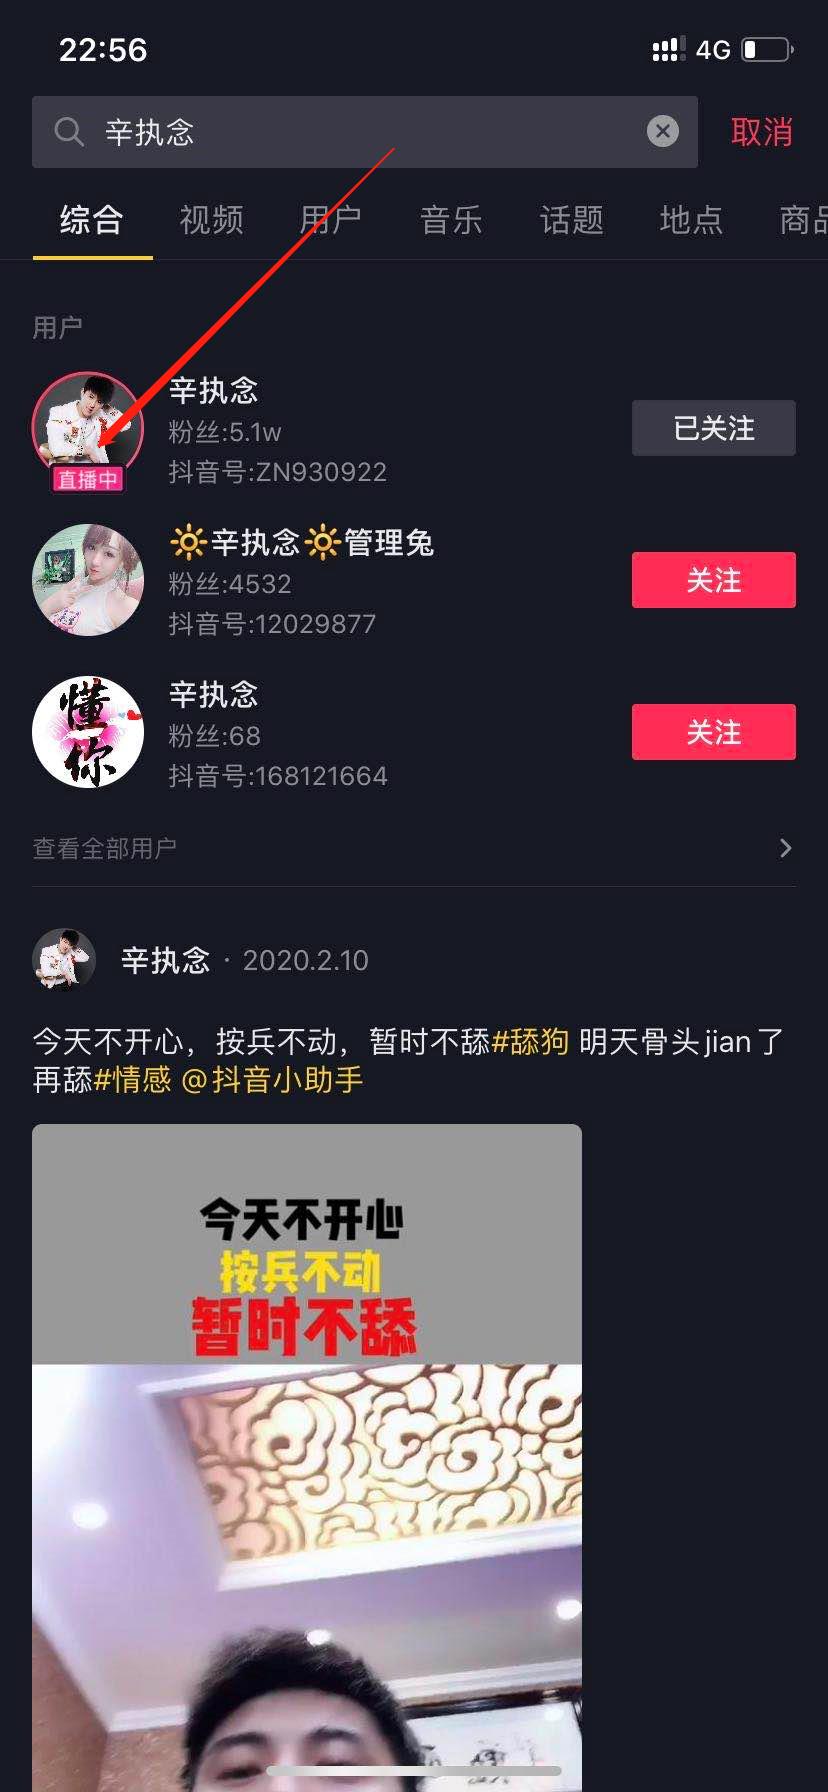 22:56
4G
辛执念
取消
综合 视频 用户 音乐 话题 地点 商品
用户
辛执念
粉丝:5.1w
抖音号:ZN930922
直播中
已关注
🔆辛执念🔆管理兔
粉丝:4532
抖音号:12029877
关注
懂你
辛执念
粉丝:68
抖音号:168121664
关注
查看全部用户
辛执念 · 2020.2.10
今天不开心，按兵不动，暂时不舔#舔狗 明天骨头jian了
再舔#情感 @抖音小助手
今天不开心
按兵不动
暂时不舔